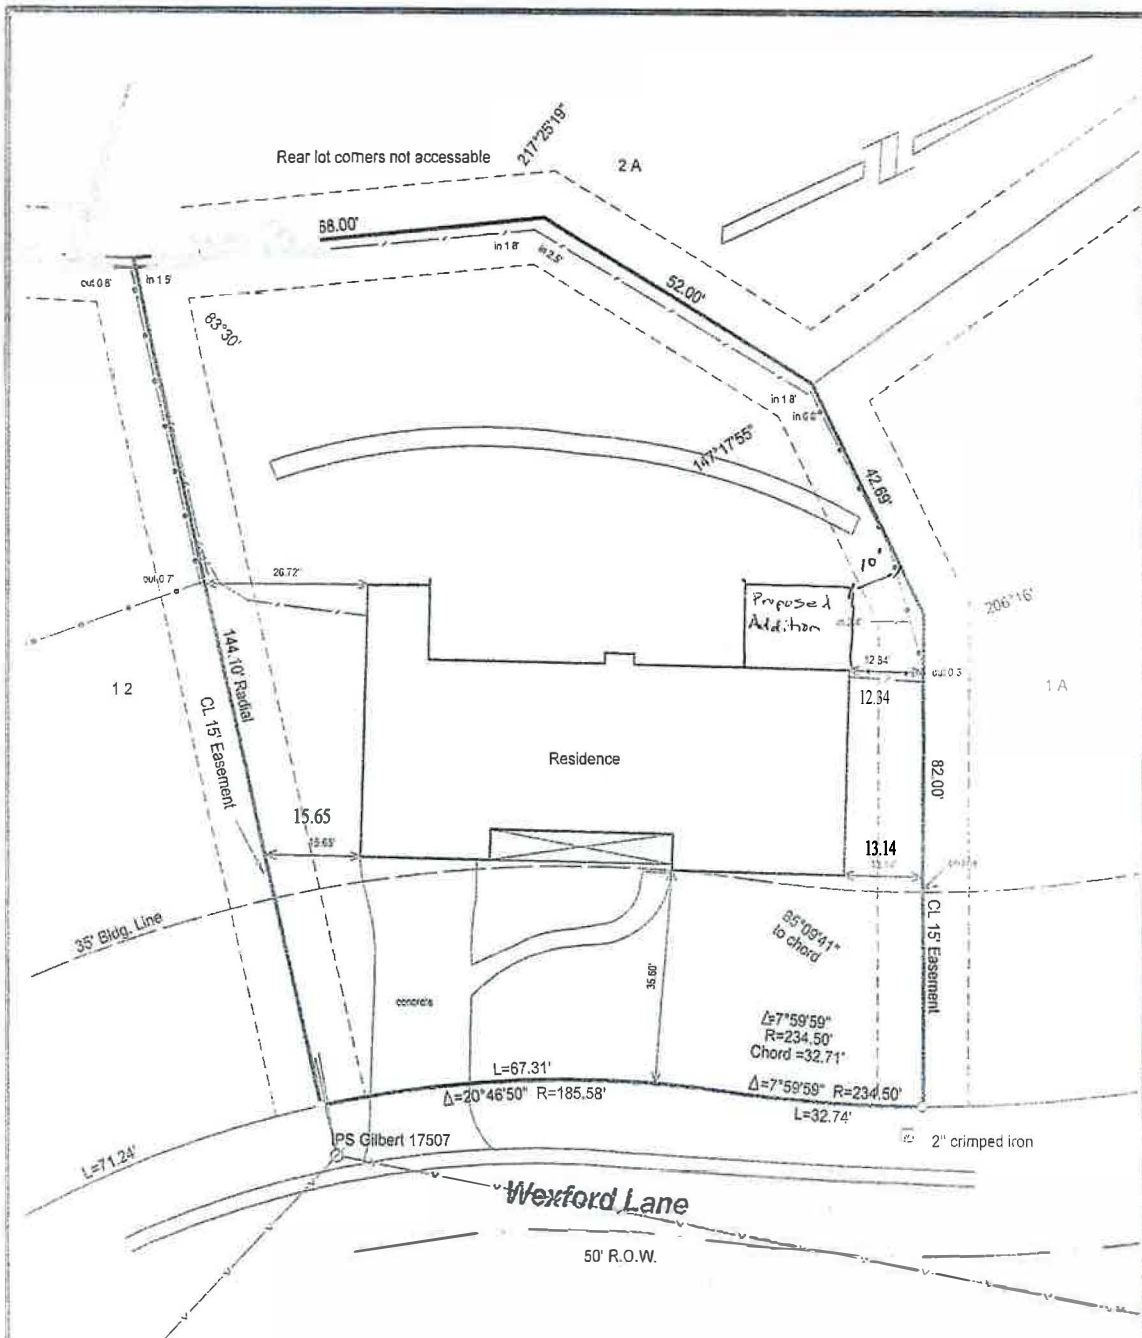 217°25'19"
Rear lot corners not accessable
2 A
68.00'
in 1.8'
in 2.5'
out 0.8'
in 1.5'
52.00'
83°30'
in 1.8'
147°17'55"
42.69'
10'
out 0.7'
26.72'
Proposed
Addition
206°16'
12.34'
out 0.3
12.34
144.10' Radial
1 2
1 A
CL 15' Easement
Residence
82.00'
15.65
15.65'
13.14
35' Bldg. Line
85°09'41"
to chord
CL 15' Easement
35.60'
concrete
Δ=7°59'59"
R=234.50'
Chord =32.71'
L=67.31'
Δ=20°46'50" R=185.58'
Δ=7°59'59" R=234.50'
L=32.74'
PS Gilbert 17507
2" crimped iron
L=71.24'
Wexford Lane
50' R.O.W.